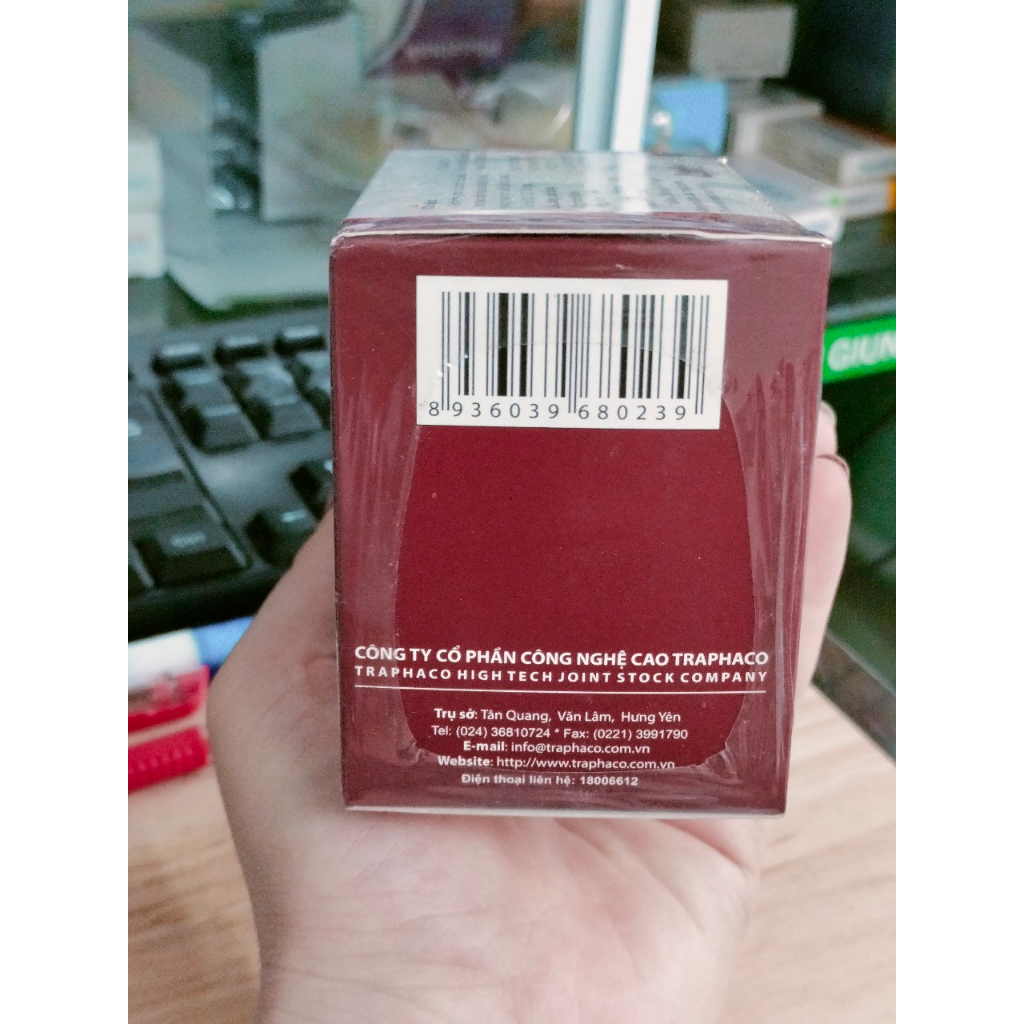 8 936039 680239
CÔNG TY CỔ PHẦN CÔNG NGHỆ CAO TRAPHACO
TRAPHACO HIGH TECH JOINT STOCK COMPANY
Trụ sở: Tân Quang, Văn Lâm, Hưng Yên
Tel: (024) 36810724 * Fax: (0221) 3991790
E-mail: info@traphaco.com.vn
Website: http://www.traphaco.com.vn
Điện thoại liên hệ: 18006612
GIUN